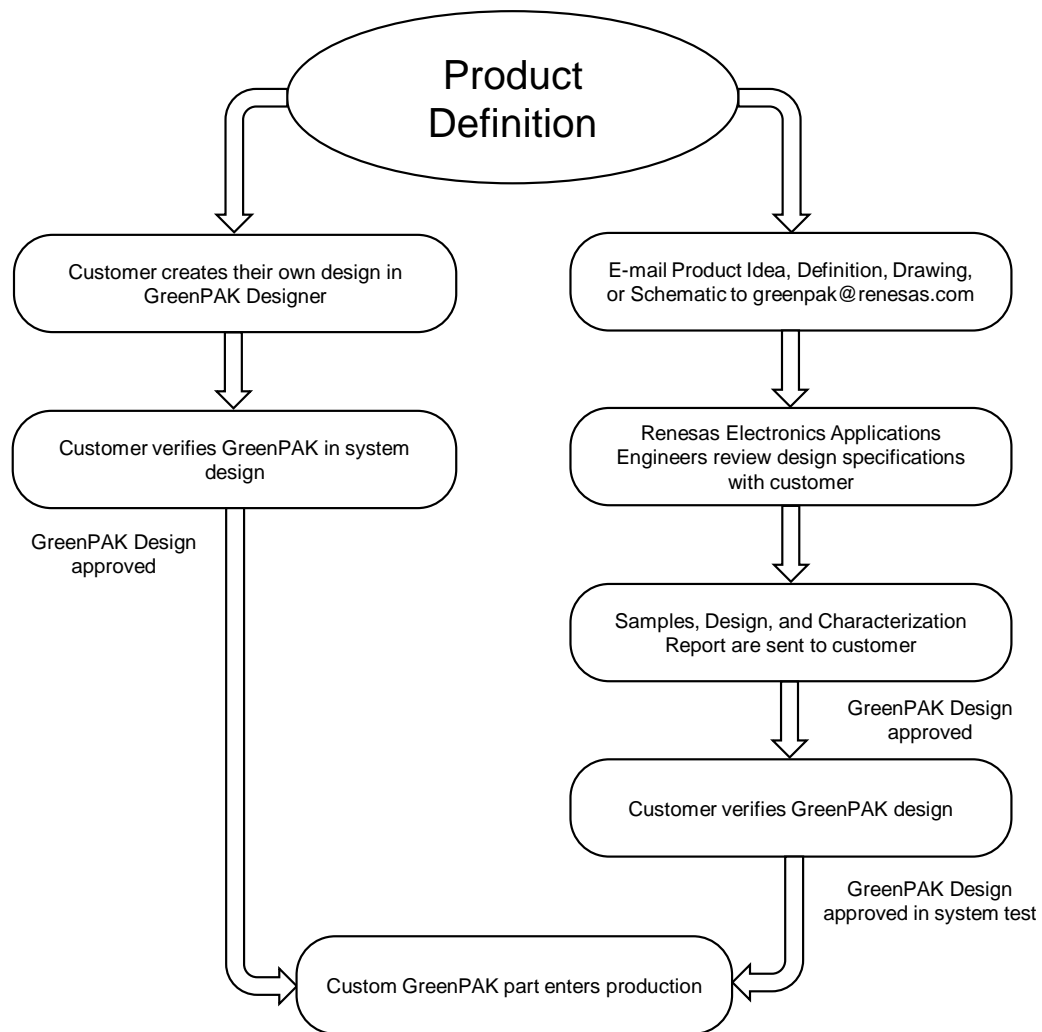 Product
Definition
Customer creates their own design in
GreenPAK Designer
Customer verifies GreenPAK in system
design
GreenPAK Design
approved
E-mail Product Idea, Definition, Drawing,
or Schematic to greenpak@renesas.com
Renesas Electronics Applications
Engineers review design specifications
with customer
Samples, Design, and Characterization
Report are sent to customer
GreenPAK Design
approved
Customer verifies GreenPAK design
GreenPAK Design
approved in system test
Custom GreenPAK part enters production